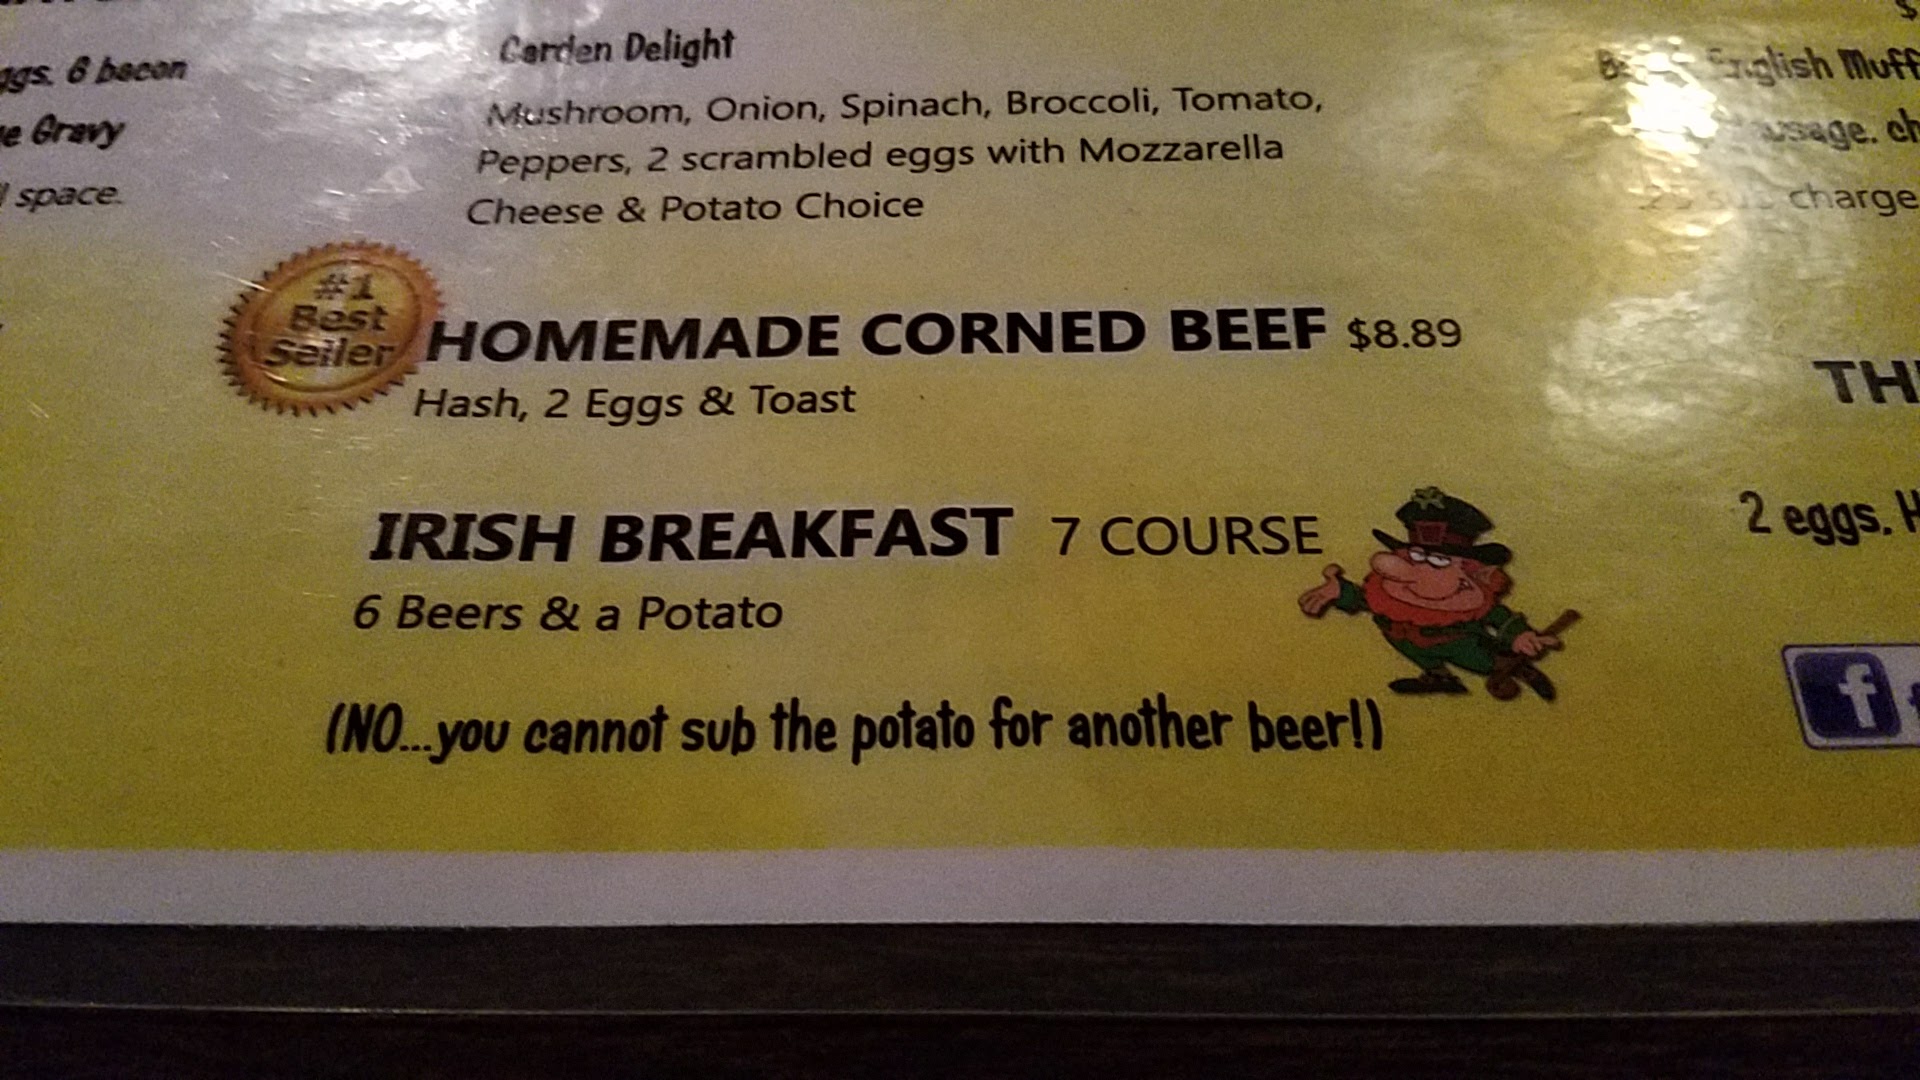 bacon
Gravy
space.
Garden Delight
Mushroom, Onion, Spinach, Broccoli, Tomato,
Peppers, 2 scrambled eggs with Mozzarella
Cheese & Potato Choice
#1
Best
Seller
HOMEMADE CORNED BEEF $8.89
Hash, 2 Eggs & Toast
IRISH BREAKFAST 7 COURSE
6 Beers & a Potato
(NO...you cannot sub the potato for another beer!)
$
English Muff
charge
TH
2 eggs. H
f